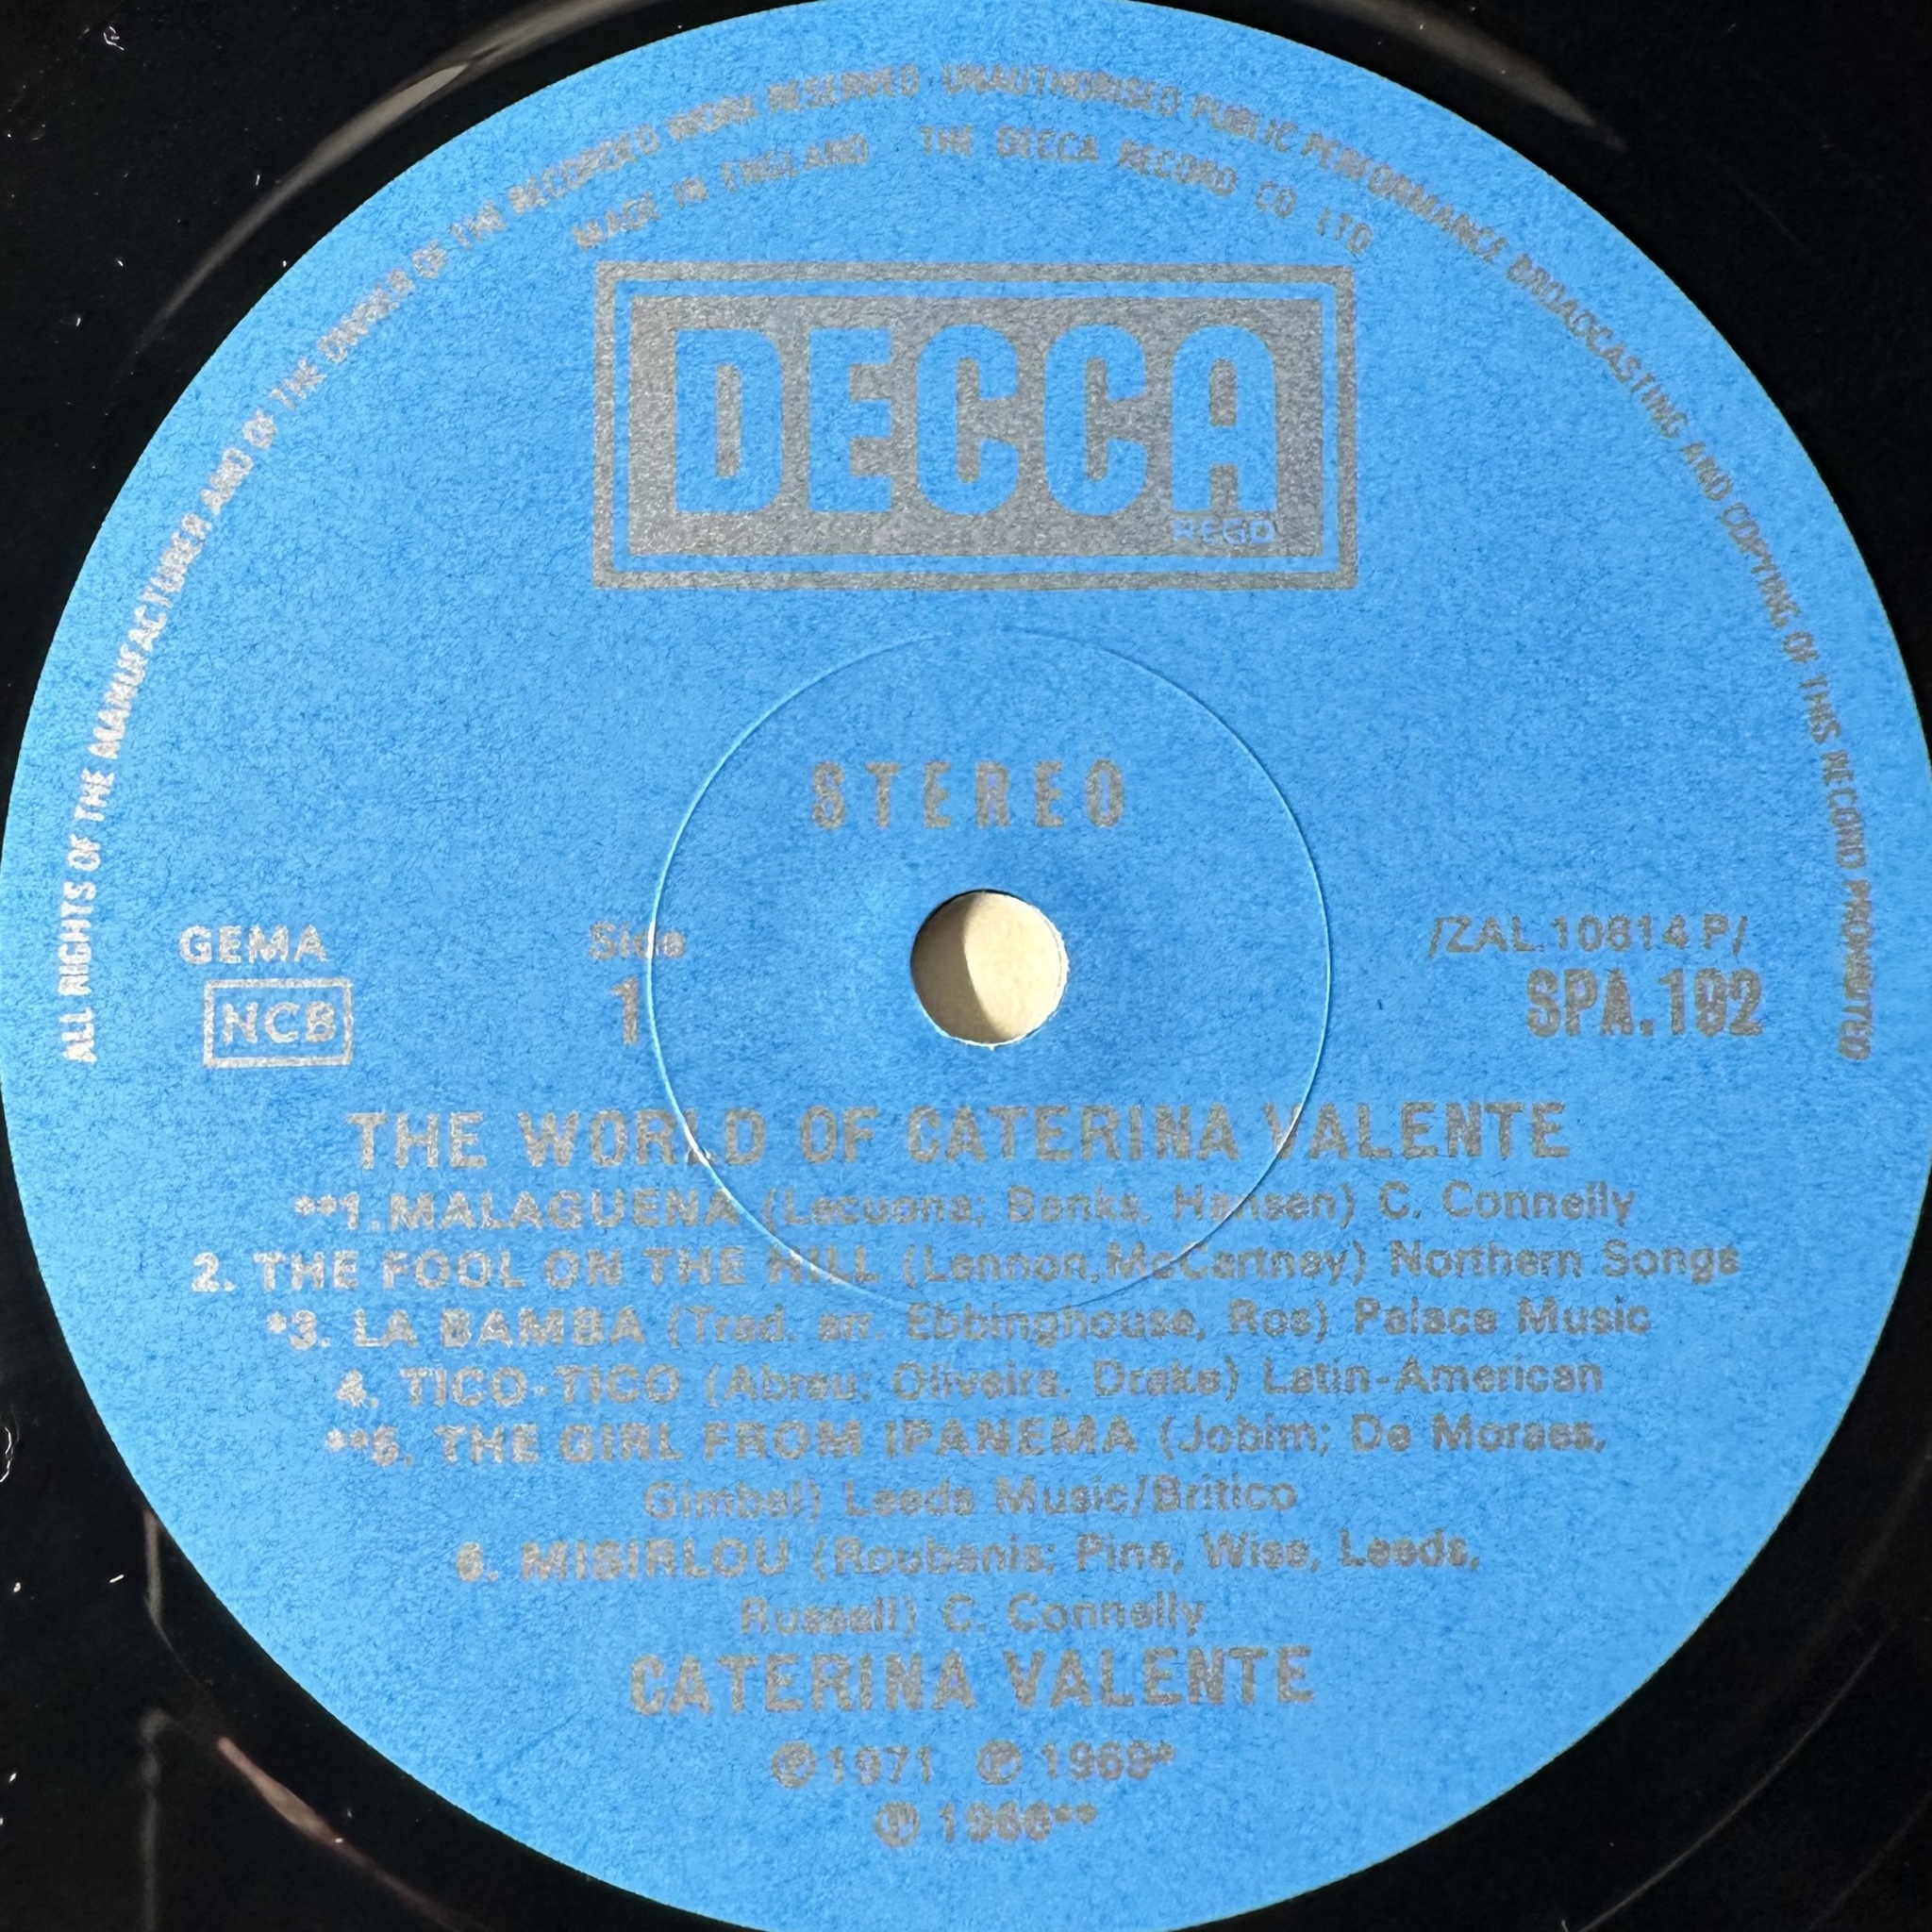 ALL RIGHTS OF THE MANUFACTURER AND OF THE OWNER OF THE RECORDED WORK RESERVED UNAUTHORISED PUBLIC PERFORMANCE BROADCASTING AND COPYING OF THIS RECORD PROHIBITED
MADE IN ENGLAND THE DECCA RECORD CO LTD
DECCA
REGD
STEREO
GEMA
NCB
Side
1
/ZAL.10814 P/
SPA.192
THE WORLD OF CATERINA VALENTE
**1.MALAGUENA (Lecuona; Banks, Hansen) C. Connelly
2. THE FOOL ON THE HILL (Lennon,McCartney) Northern Songs
*3. LA BAMBA (Trad. arr. Ebbinghouse, Ros) Palace Music
4. TICO-TICO (Abreu; Oliveira. Drake) Latin-American
**5. THE GIRL FROM IPANEMA (Jobim; De Moraes,
Gimbel) Leeds Music/Britico
6. MISIRLOU (Roubanis; Pina, Wise, Leeds,
Russell) C. Connelly
CATERINA VALENTE
℗1971 ℗ 1969*
℗ 1966**